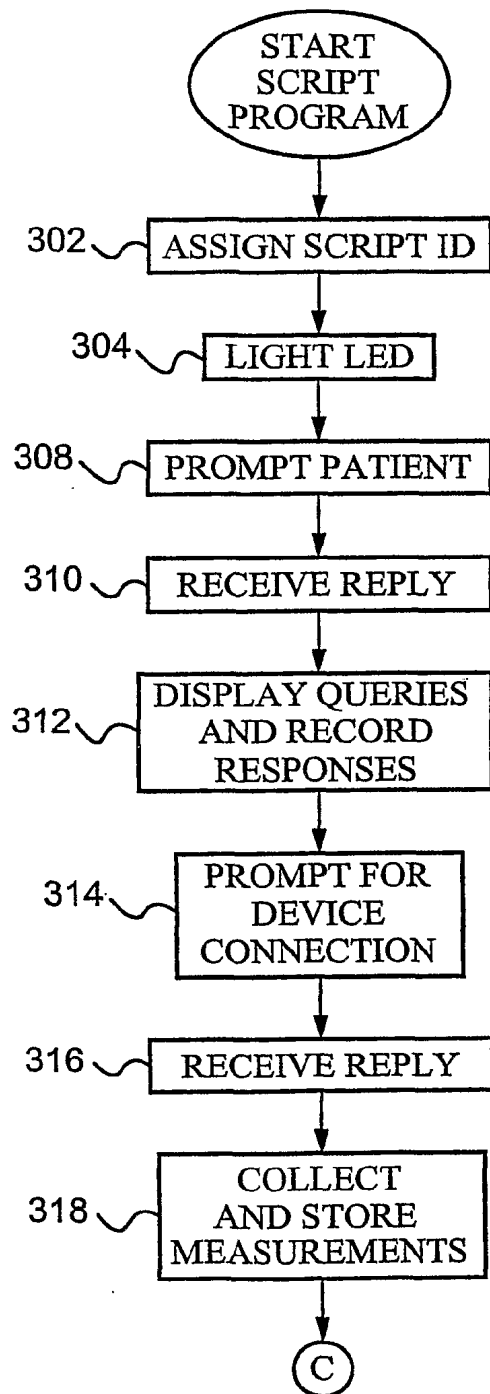 START
SCRIPT
PROGRAM
302
ASSIGN SCRIPT ID
304
LIGHT LED
308
PROMPT PATIENT
310
RECEIVE REPLY
312
DISPLAY QUERIES
AND RECORD
RESPONSES
314
PROMPT FOR
DEVICE
CONNECTION
316
RECEIVE REPLY
318
COLLECT
AND STORE
MEASUREMENTS
C